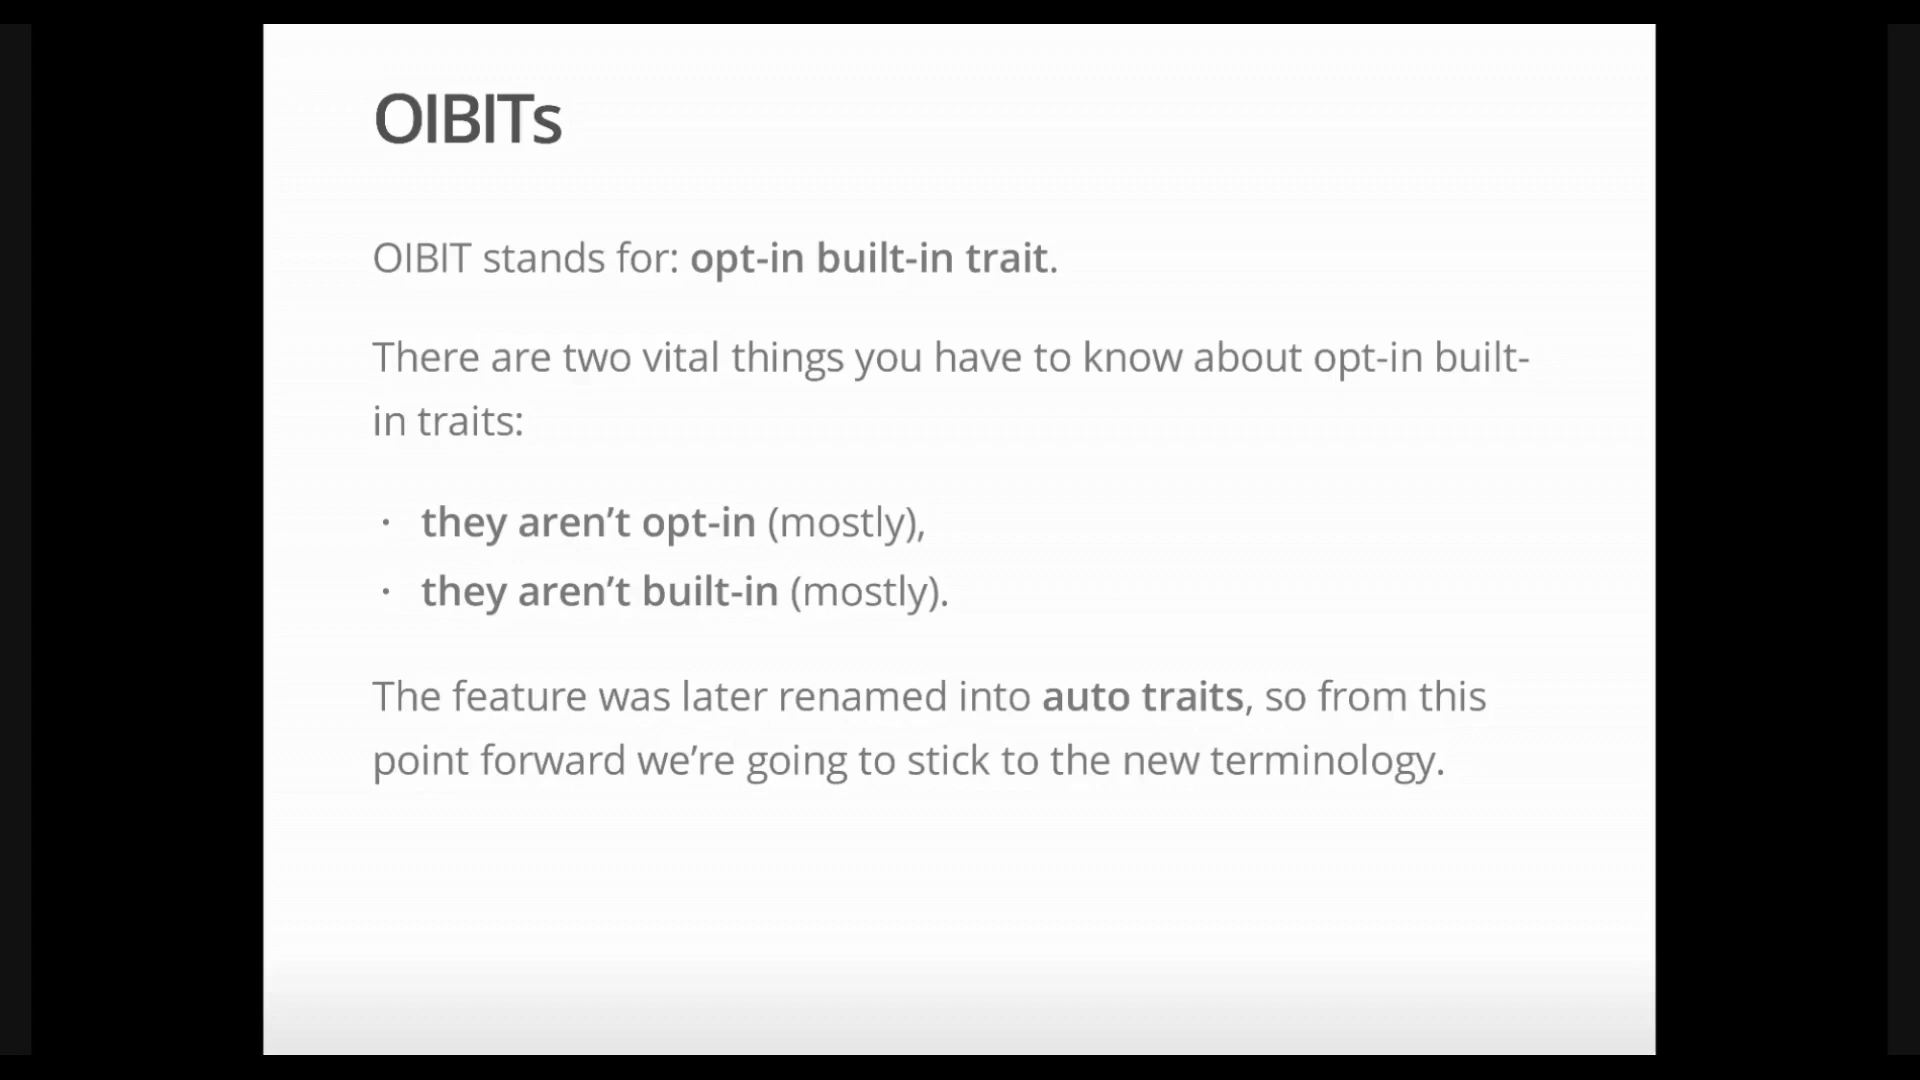 OIBITs
OIBIT stands for: opt-in built-in trait.
There are two vital things you have to know about opt-in built-
in traits:
· they aren’t opt-in (mostly),
· they aren’t built-in (mostly).
The feature was later renamed into auto traits, so from this
point forward we’re going to stick to the new terminology.